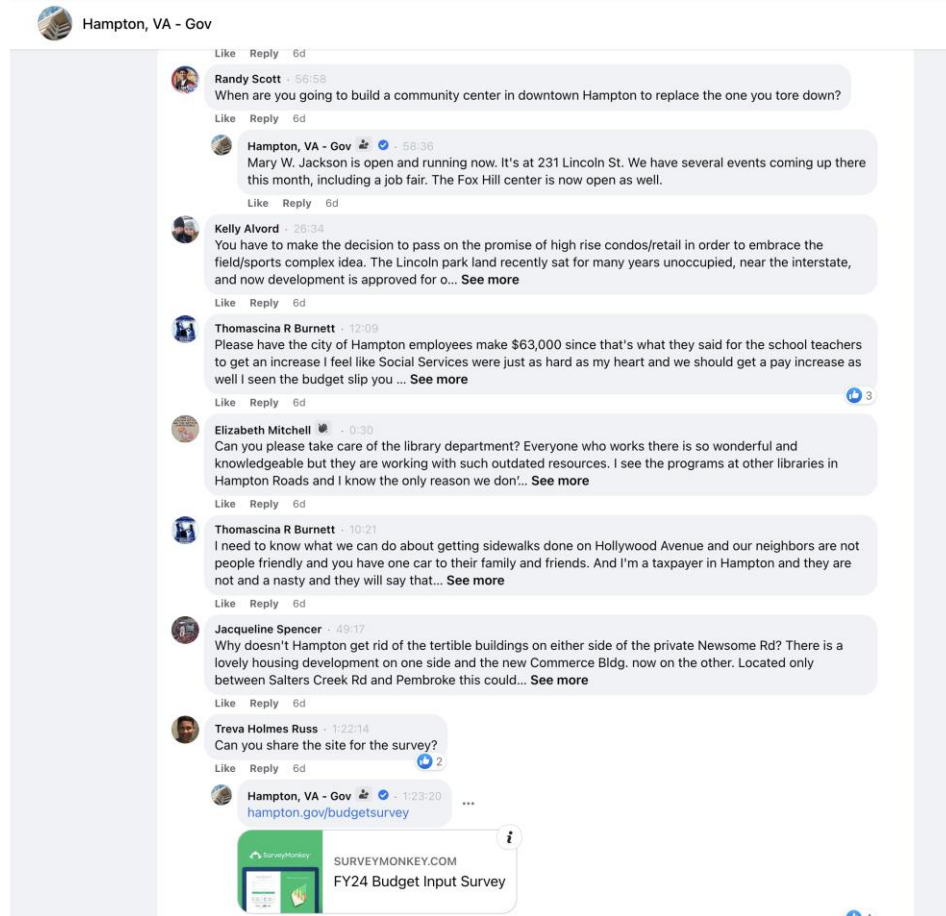 Hampton, VA - Gov
Like Reply 6d
Randy Scott · 56:58
When are you going to build a community center in downtown Hampton to replace the one you tore down?
Like Reply 6d
Hampton, VA - Gov · 58:36
Mary W. Jackson is open and running now. It's at 231 Lincoln St. We have several events coming up there
this month, including a job fair. The Fox Hill center is now open as well.
Like Reply 6d
Kelly Alvord · 26:34
You have to make the decision to pass on the promise of high rise condos/retail in order to embrace the
field/sports complex idea. The Lincoln park land recently sat for many years unoccupied, near the interstate,
and now development is approved for o... See more
Like Reply 6d
Thomascina R Burnett · 12:09
Please have the city of Hampton employees make $63,000 since that's what they said for the school teachers
to get an increase I feel like Social Services were just as hard as my heart and we should get a pay increase as
well I seen the budget slip you ... See more
3
Like Reply 6d
Elizabeth Mitchell · 0:30
Can you please take care of the library department? Everyone who works there is so wonderful and
knowledgeable but they are working with such outdated resources. I see the programs at other libraries in
Hampton Roads and I know the only reason we don'... See more
Like Reply 6d
Thomascina R Burnett · 10:21
I need to know what we can do about getting sidewalks done on Hollywood Avenue and our neighbors are not
people friendly and you have one car to their family and friends. And I'm a taxpayer in Hampton and they are
not and a nasty and they will say that... See more
Like Reply 6d
Jacqueline Spencer · 49:17
Why doesn't Hampton get rid of the tertible buildings on either side of the private Newsome Rd? There is a
lovely housing development on one side and the new Commerce Bldg. now on the other. Located only
between Salters Creek Rd and Pembroke this could... See more
Like Reply 6d
Treva Holmes Russ · 1:22:14
Can you share the site for the survey?
2
Like Reply 6d
Hampton, VA - Gov · 1:23:20
hampton.gov/budgetsurvey
SurveyMonkey
SURVEYMONKEY.COM
FY24 Budget Input Survey